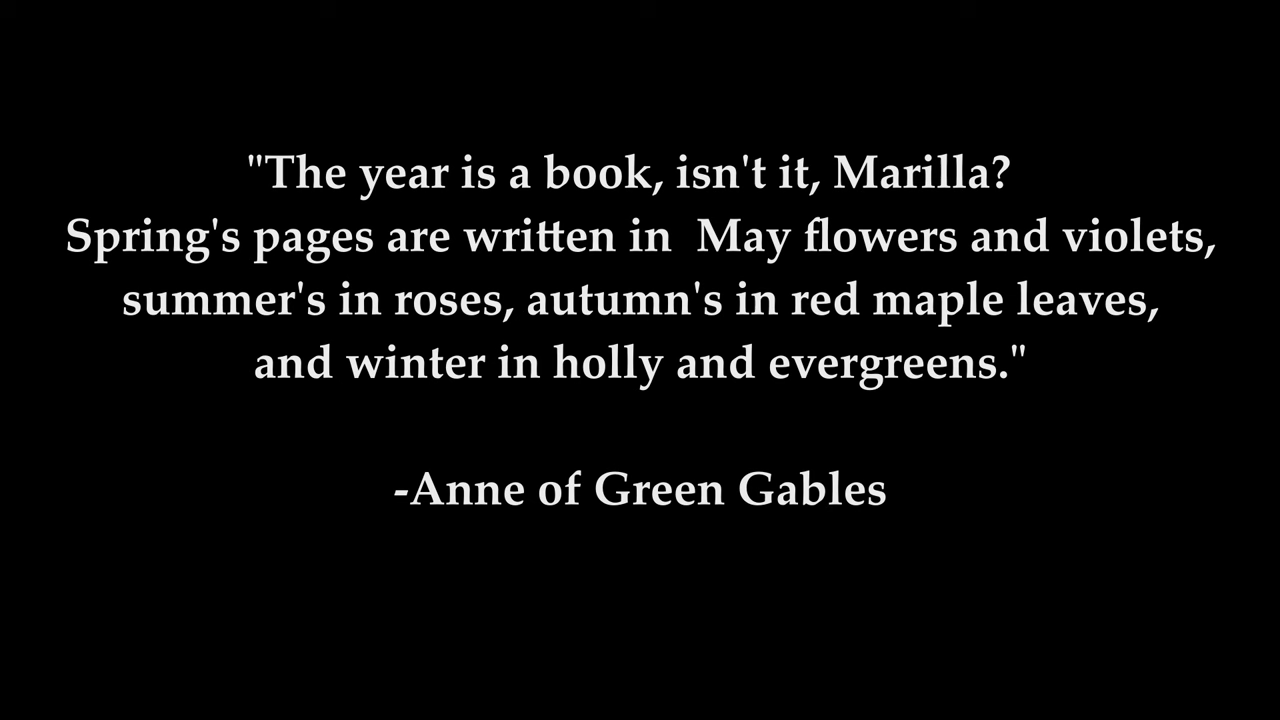 "The year is a book, isn't it, Marilla?
Spring's pages are written in  May flowers and violets,
summer's in roses, autumn's in red maple leaves,
and winter in holly and evergreens."
-Anne of Green Gables